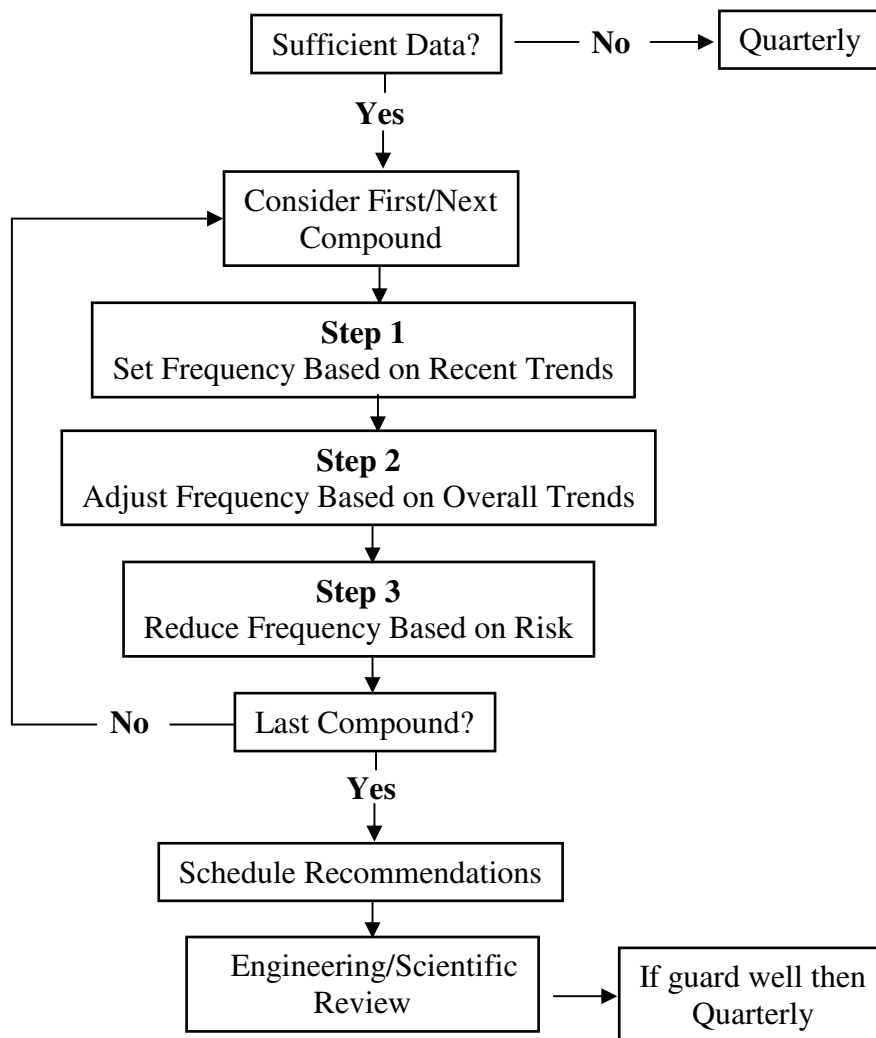 Sufficient Data?
No
Quarterly
Yes
Consider First/Next
Compound
Step 1
Set Frequency Based on Recent Trends
Step 2
Adjust Frequency Based on Overall Trends
Step 3
Reduce Frequency Based on Risk
No
Last Compound?
Yes
Schedule Recommendations
Engineering/Scientific
Review
If guard well then
Quarterly